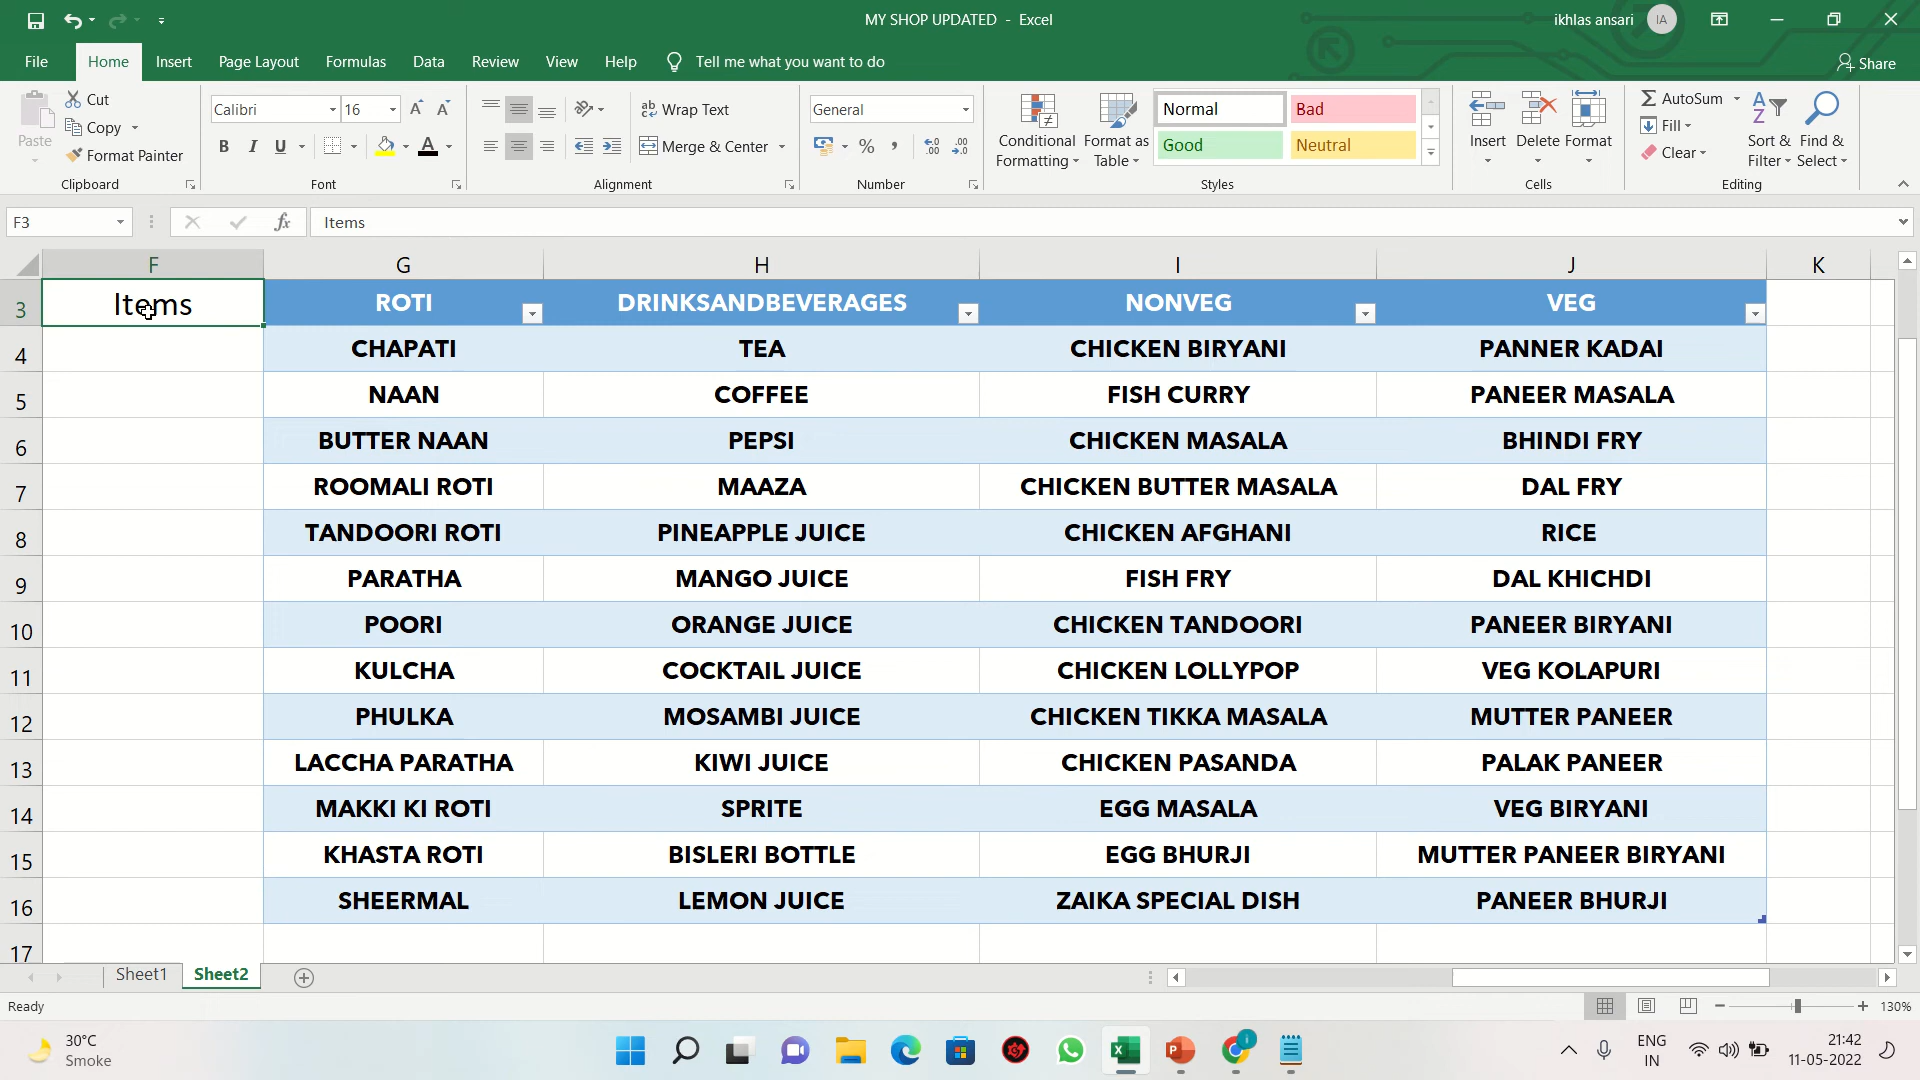 MY SHOP UPDATED - Excel
ikhlas ansari
IA
File Home Insert Page Layout Formulas Data Review View Help Tell me what you want to do
Share
Paste
Cut
Copy
Format Painter
Clipboard
Calibri 16
A A
B I U A
Font
Wrap Text
Merge & Center
Alignment
General
% ,
Number
Conditional Formatting
Format as Table
Normal Bad
Good Neutral
Styles
Insert Delete Format
Cells
AutoSum
Fill
Clear
Sort & Filter
Find & Select
Editing
F3 fx Items
F G H I J K
3 Items ROTI DRINKSANDBEVERAGES NONVEG VEG
4 CHAPATI TEA CHICKEN BIRYANI PANNER KADAI
5 NAAN COFFEE FISH CURRY PANEER MASALA
6 BUTTER NAAN PEPSI CHICKEN MASALA BHINDI FRY
7 ROOMALI ROTI MAAZA CHICKEN BUTTER MASALA DAL FRY
8 TANDOORI ROTI PINEAPPLE JUICE CHICKEN AFGHANI RICE
9 PARATHA MANGO JUICE FISH FRY DAL KHICHDI
10 POORI ORANGE JUICE CHICKEN TANDOORI PANEER BIRYANI
11 KULCHA COCKTAIL JUICE CHICKEN LOLLYPOP VEG KOLAPURI
12 PHULKA MOSAMBI JUICE CHICKEN TIKKA MASALA MUTTER PANEER
13 LACCHA PARATHA KIWI JUICE CHICKEN PASANDA PALAK PANEER
14 MAKKI KI ROTI SPRITE EGG MASALA VEG BIRYANI
15 KHASTA ROTI BISLERI BOTTLE EGG BHURJI MUTTER PANEER BIRYANI
16 SHEERMAL LEMON JUICE ZAIKA SPECIAL DISH PANEER BHURJI
17
Sheet1 Sheet2
Ready
130%
30°C
Smoke
ENG
IN
21:42
11-05-2022